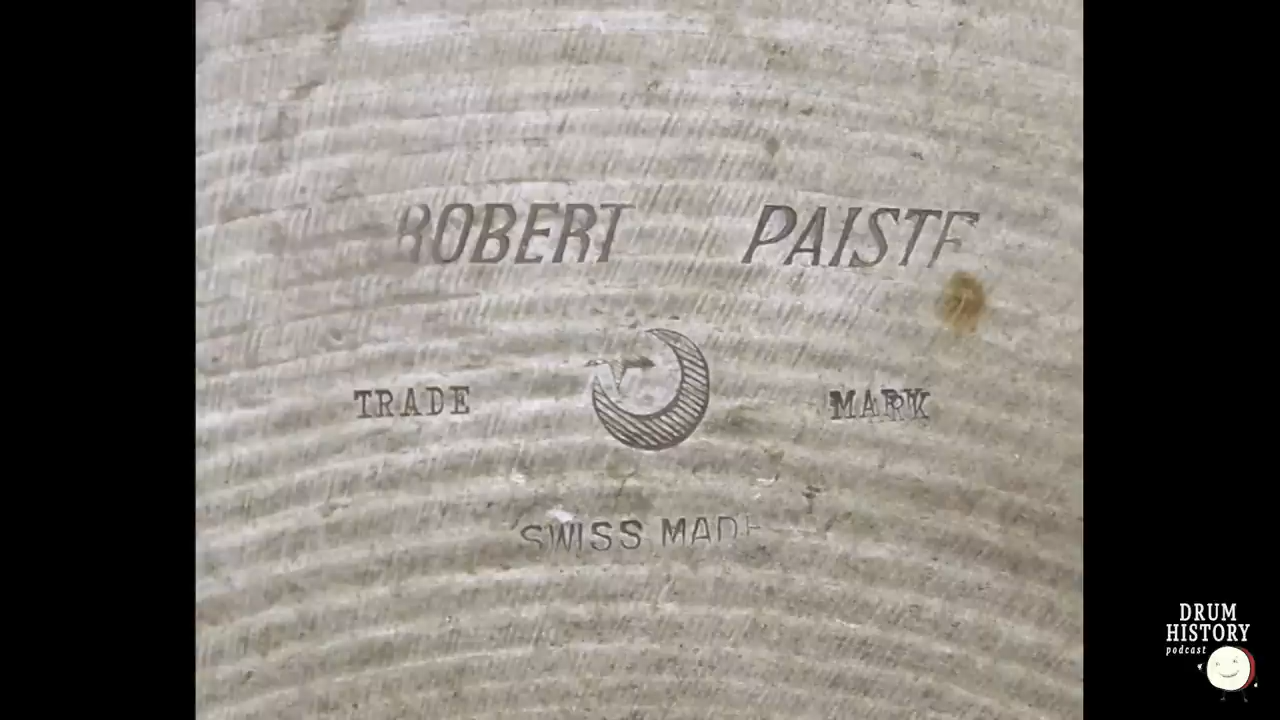 ROBERT PAISTE
TRADE MARK
SWISS MADE
DRUM
HISTORY
podcast